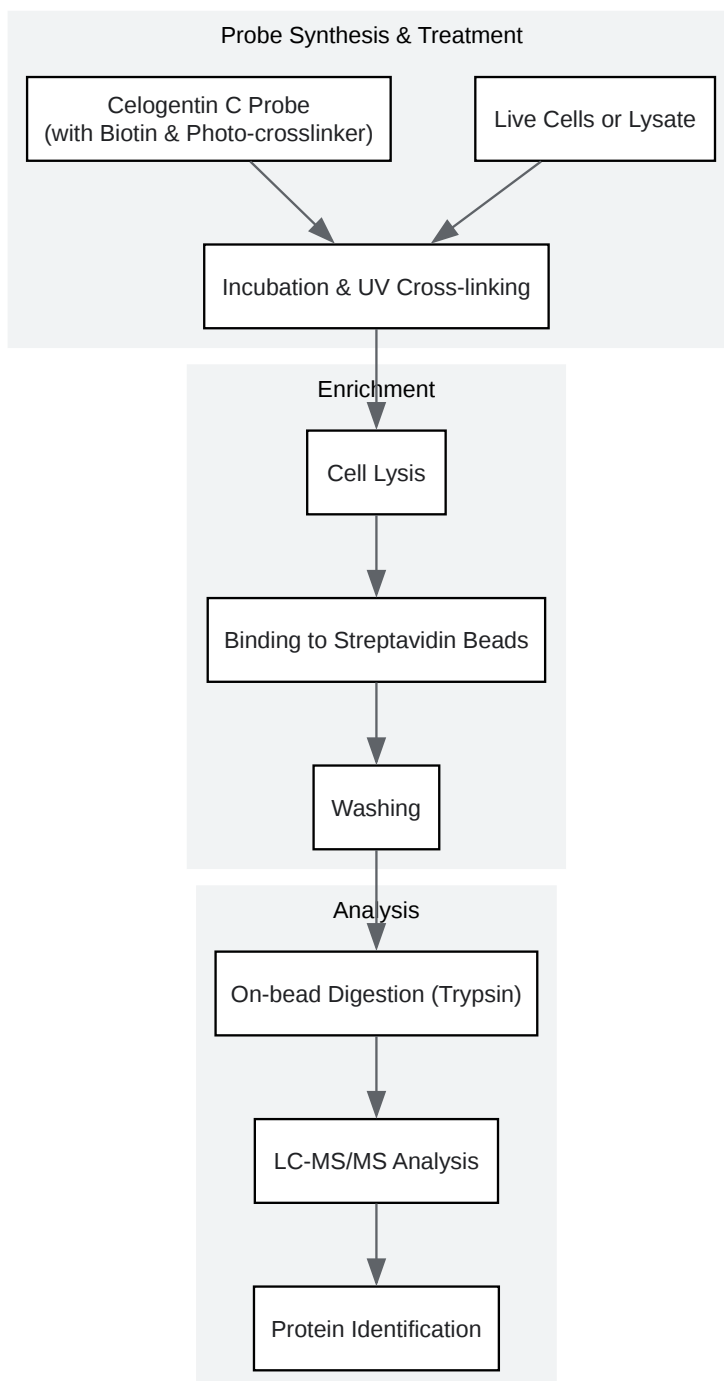 Probe Synthesis & Treatment
Celogentin C Probe
(with Biotin & Photo-crosslinker)
Live Cells or Lysate
Incubation & UV Cross-linking
Enrichment
Cell Lysis
Binding to Streptavidin Beads
Washing
Analysis
On-bead Digestion (Trypsin)
LC-MS/MS Analysis
Protein Identification